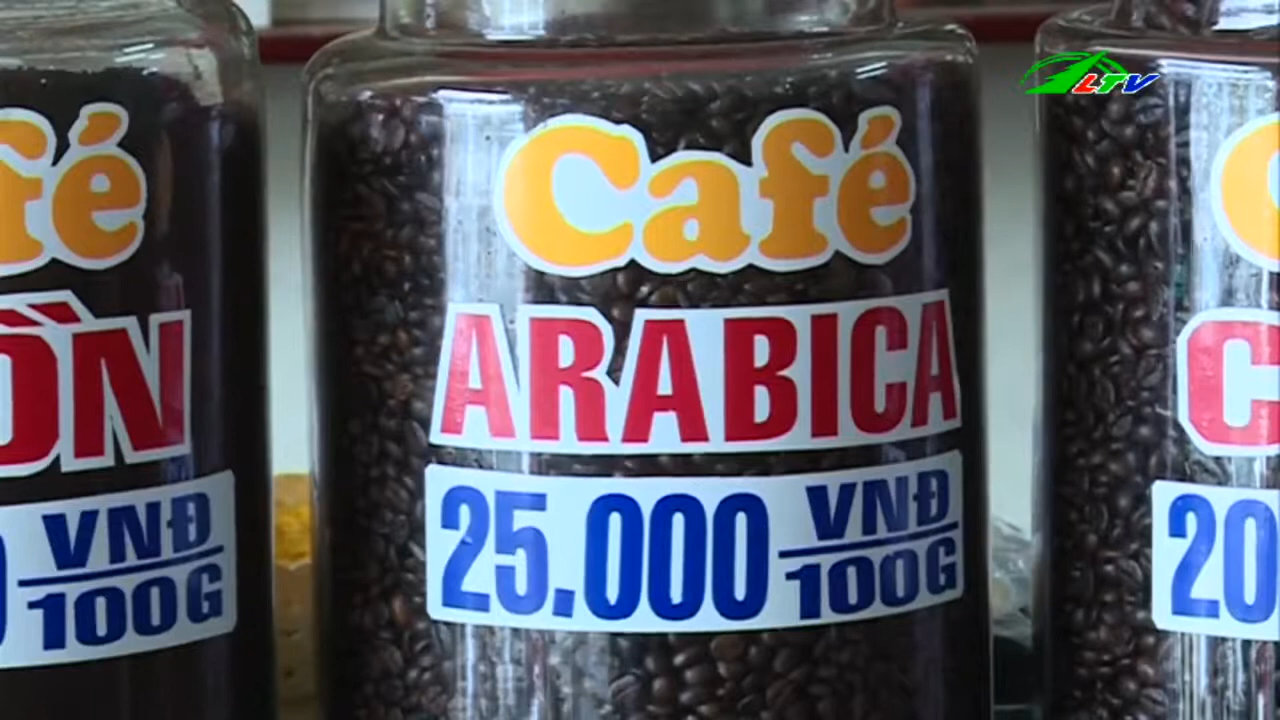 LTV
fé
ỒN
VNĐ
100G
Café
ARABICA
25.000 VNĐ
100G
C
20